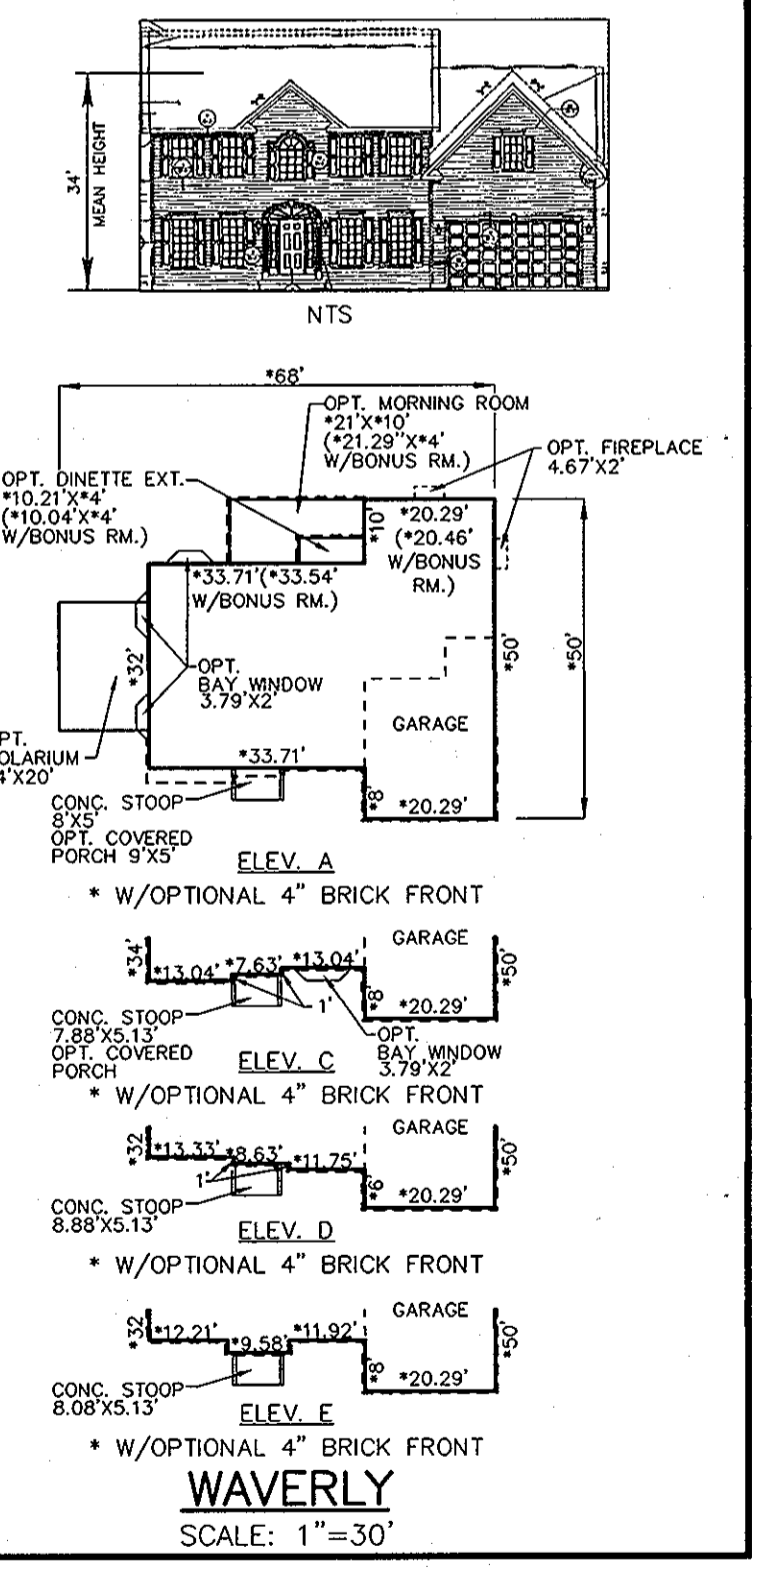 34'
MEAN HEIGHT
NTS
*68'
OPT. MORNING ROOM
*21'X*10'
(*21.29"X*4'
W/BONUS RM.)
OPT. FIREPLACE
4.67'X2'
OPT. DINETTE EXT.
*10.21'X*4'
(*10.04'X*4'
W/BONUS RM.)
*10'
*20.29'
(*20.46'
W/BONUS
RM.)
*33.71'(*33.54'
W/BONUS RM.)
*32'
OPT.
BAY WINDOW
3.79'X2'
*50'
*50'
GARAGE
PT.
OLARIUM
4'X20'
*33.71'
CONC. STOOP
8'X5'
OPT. COVERED
PORCH 9'X5'
*8'
*20.29'
ELEV. A
* W/OPTIONAL 4" BRICK FRONT
GARAGE
*34'
*13.04'
*7.63'
*13.04'
*50'
1'
*8'
*20.29'
CONC. STOOP
7.88'X5.13'
OPT. COVERED
PORCH
OPT.
BAY WINDOW
3.79'X2'
ELEV. C
* W/OPTIONAL 4" BRICK FRONT
GARAGE
*32
*13.33'
*8.63'
*11.75'
*50'
1'
*6
*20.29'
CONC. STOOP
8.88'X5.13'
ELEV. D
* W/OPTIONAL 4" BRICK FRONT
GARAGE
*32
*12.21'
*9.58'
*11.92'
*50'
*8'
*20.29'
CONC. STOOP
8.08'X5.13'
ELEV. E
* W/OPTIONAL 4" BRICK FRONT
WAVERLY
SCALE: 1"=30'